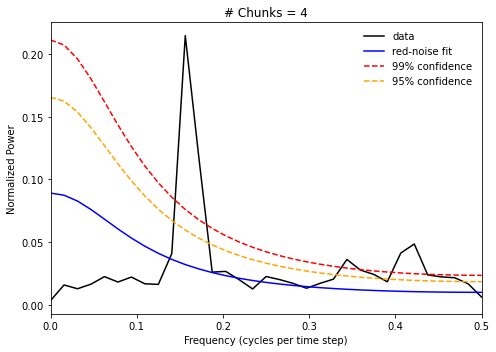 # Chunks = 4
data
red-noise fit
99% confidence
95% confidence
Normalized Power
0.20
0.15
0.10
0.05
0.00
0.0
0.1
0.2
0.3
0.4
0.5
Frequency (cycles per time step)